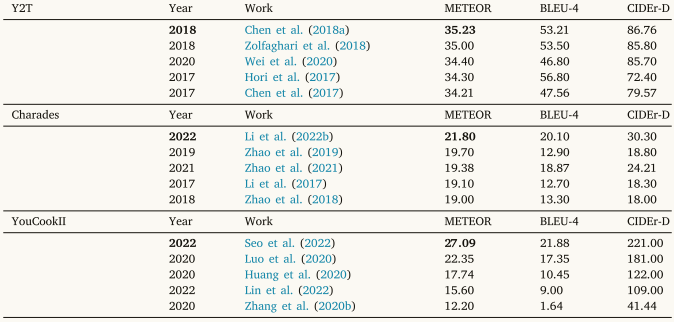 Y2T Year Work METEOR BLEU-4 CIDEr-D
2018 Chen et al. (2018a) 35.23 53.21 86.76
2018 Zolfaghari et al. (2018) 35.00 53.50 85.80
2020 Wei et al. (2020) 34.40 46.80 85.70
2017 Hori et al. (2017) 34.30 56.80 72.40
2017 Chen et al. (2017) 34.21 47.56 79.57
Charades Year Work METEOR BLEU-4 CIDEr-D
2022 Li et al. (2022b) 21.80 20.10 30.30
2019 Zhao et al. (2019) 19.70 12.90 18.80
2021 Zhao et al. (2021) 19.38 18.87 24.21
2017 Li et al. (2017) 19.10 12.70 18.30
2018 Zhao et al. (2018) 19.00 13.30 18.00
YouCookII Year Work METEOR BLEU-4 CIDEr-D
2022 Seo et al. (2022) 27.09 21.88 221.00
2020 Luo et al. (2020) 22.35 17.35 181.00
2020 Huang et al. (2020) 17.74 10.45 122.00
2022 Lin et al. (2022) 15.60 9.00 109.00
2020 Zhang et al. (2020b) 12.20 1.64 41.44